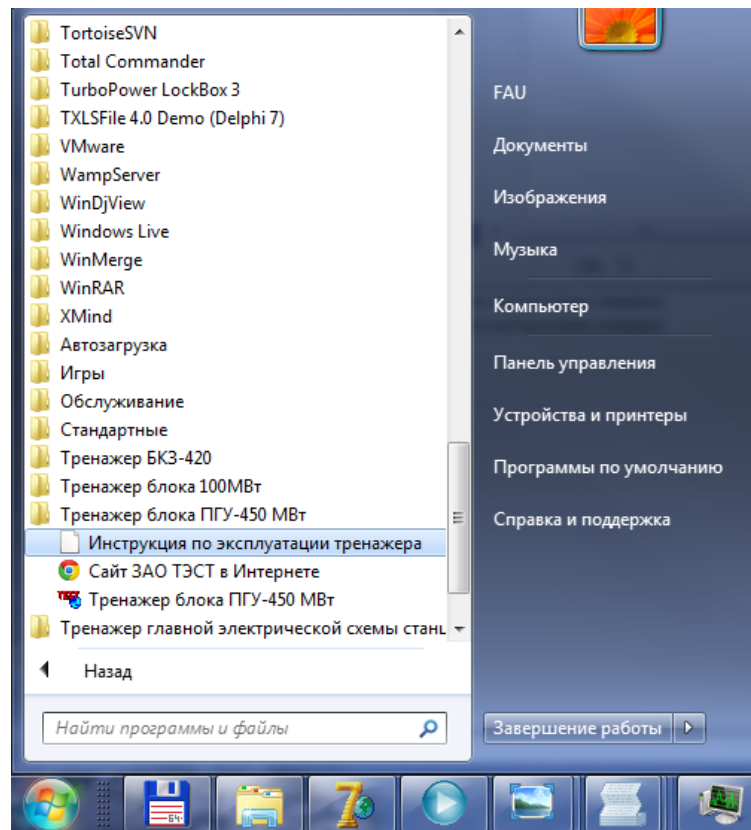 TortoiseSVN
Total Commander
TurboPower LockBox 3
TXLSFile 4.0 Demo (Delphi 7)
VMware
WampServer
WinDjView
Windows Live
WinMerge
WinRAR
XMind
Автозагрузка
Игры
Обслуживание
Стандартные
Тренажер БКЗ-420
Тренажер блока 100МВт
Тренажер блока ПГУ-450 МВт
Инструкция по эксплуатации тренажера
Сайт ЗАО ТЭСТ в Интернете
Тренажер блока ПГУ-450 МВт
Тренажер главной электрической схемы станц
Назад
Найти программы и файлы
FAU
Документы
Изображения
Музыка
Компьютер
Панель управления
Устройства и принтеры
Программы по умолчанию
Справка и поддержка
Завершение работы
64
7